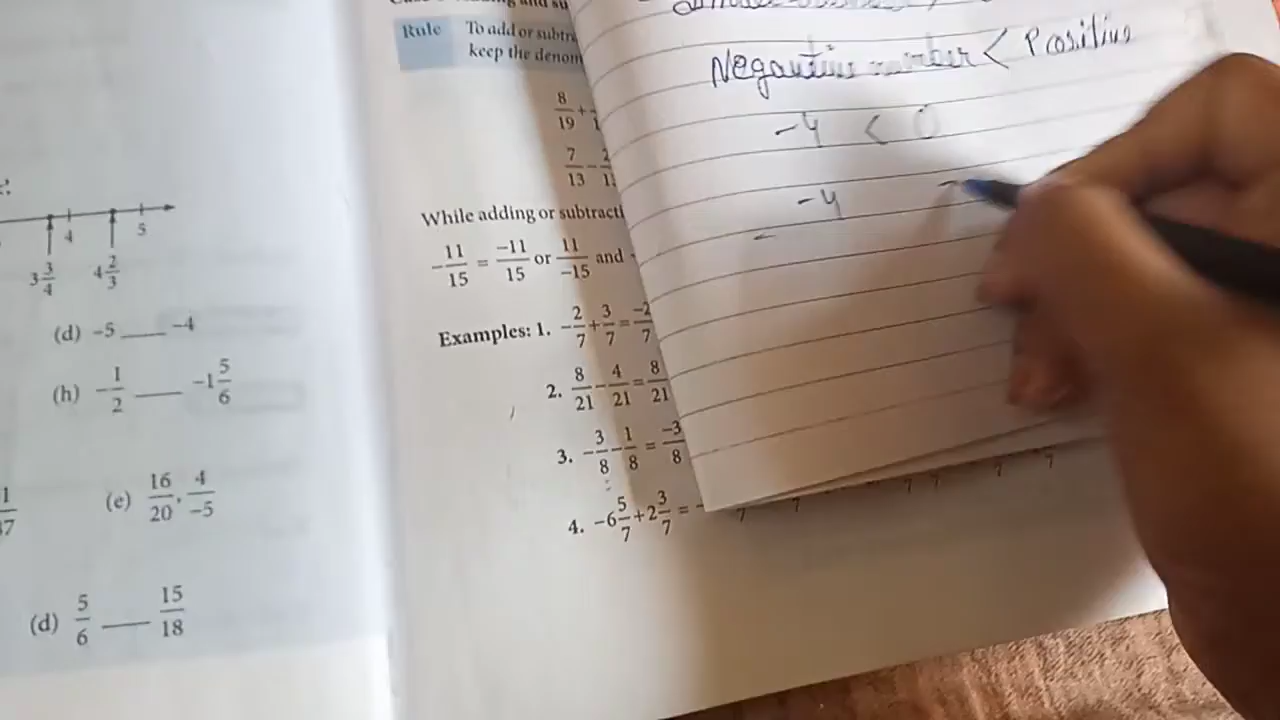 4 5
3 3/4 4 2/3
(d) -5 ____ -4
(h) -1/2 ____ -1 5/6
(e) 16/20, 4/-5
(d) 5/6 ____ 15/18
Rule To add or subtr
keep the denom
8/19 +
7/13 -
While adding or subtracti
-11/15 = -11/15 or 11/-15 and
Examples: 1. -2/7 + 3/7 = -2/7
2. 8/21 - 4/21 = 8/21
3. -3/8 - 1/8 = -3/8
4. -6 5/7 + 2 3/7 = -
Negantive number < Positive
-4 < 0
-4